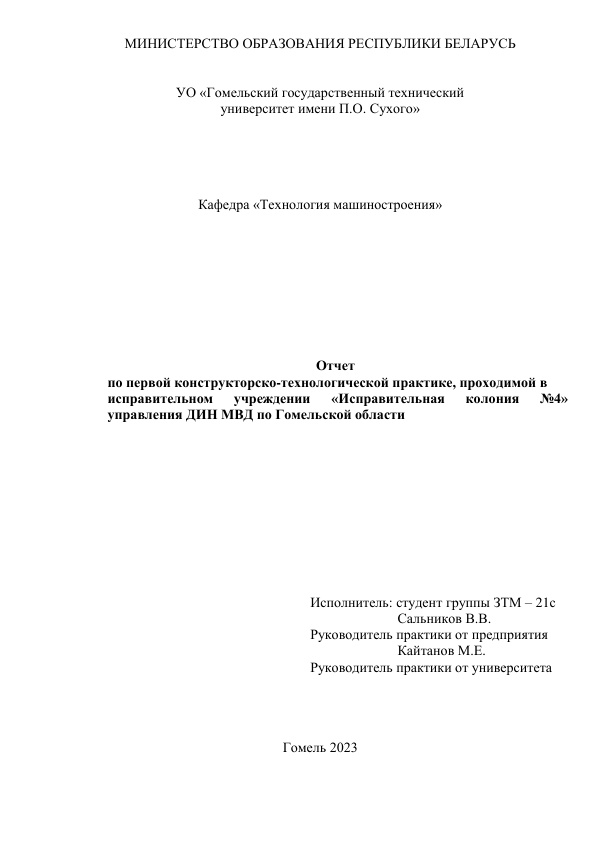 МИНИСТЕРСТВО ОБРАЗОВАНИЯ РЕСПУБЛИКИ БЕЛАРУСЬ
УО «Гомельский государственный технический
университет имени П.О. Сухого»
Кафедра «Технология машиностроения»
Отчет
по первой конструкторско-технологической практике, проходимой в
исправительном учреждении «Исправительная колония №4»
управления ДИН МВД по Гомельской области
Исполнитель: студент группы ЗТМ – 21с
Сальников В.В.
Руководитель практики от предприятия
Кайтанов М.Е.
Руководитель практики от университета
Гомель 2023